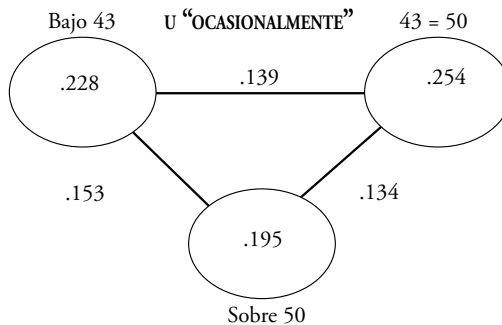 Bajo 43 U “OCASIONALMENTE” 43 = 50
.228 .139 .254
.153 .134
.195
Sobre 50